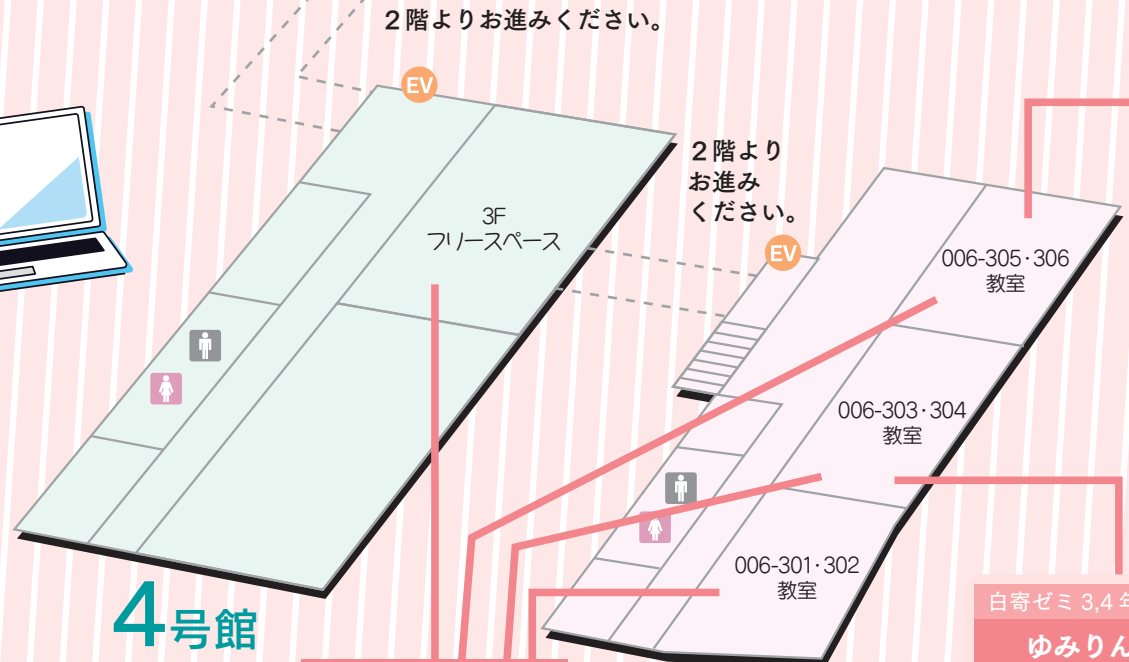 2階よりお進みください。
EV
2階より
お進み
ください。
3F
フリースペース
EV
006-305・306
教室
006-303・304
教室
006-301・302
教室
4号館
白寄ゼミ 3,4年
ゆみりん